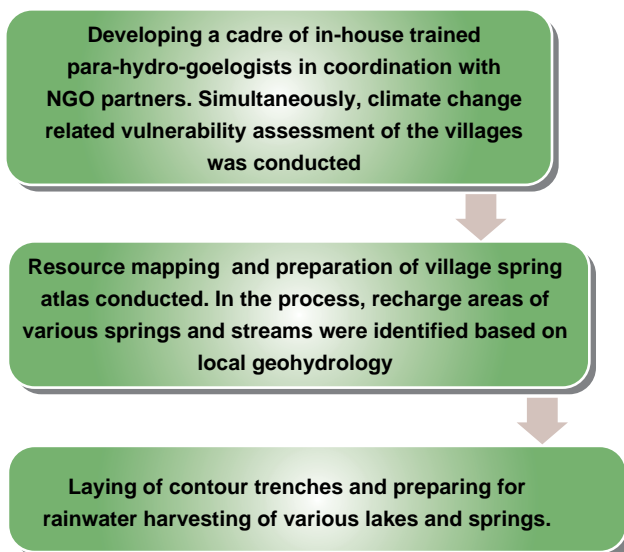 Developing a cadre of in-house trained
para-hydro-goelogists in coordination with
NGO partners. Simultaneously, climate change
related vulnerability assessment of the villages
was conducted
Resource mapping and preparation of village spring
atlas conducted. In the process, recharge areas of
various springs and streams were identified based on
local geohydrology
Laying of contour trenches and preparing for
rainwater harvesting of various lakes and springs.